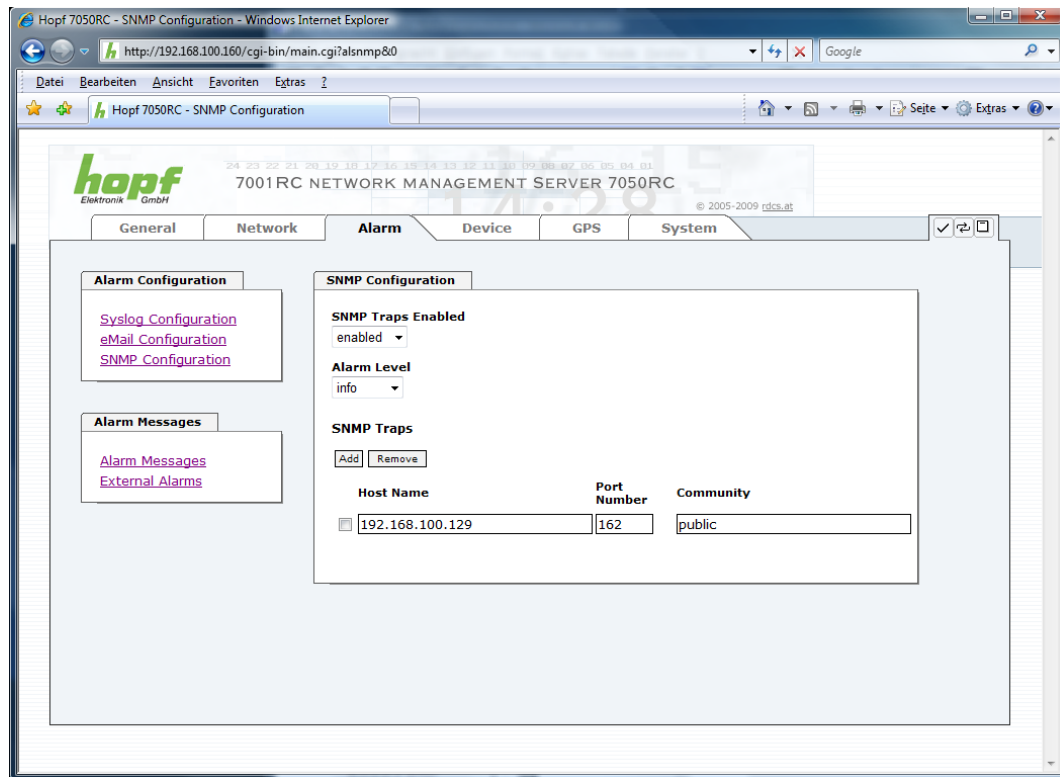 Hopf 7050RC - SNMP Configuration - Windows Internet Explorer
http://192.168.100.160/cgi-bin/main.cgi?alsnmp&0
Google
Datei Bearbeiten Ansicht Favoriten Extras ?
Hopf 7050RC - SNMP Configuration
Seite Extras
24 23 22 21 20 19 18 17 16 15 14 13 12 11 10 09 08 07 06 05 04 01
hopf
Elektronik GmbH
7001RC NETWORK MANAGEMENT SERVER 7050RC
14:28
© 2005-2009 rdcs.at
General Network Alarm Device GPS System
Alarm Configuration
Syslog Configuration
eMail Configuration
SNMP Configuration
Alarm Messages
Alarm Messages
External Alarms
SNMP Configuration
SNMP Traps Enabled
enabled
Alarm Level
info
SNMP Traps
Add Remove
Host Name Port Number Community
192.168.100.129 162 public